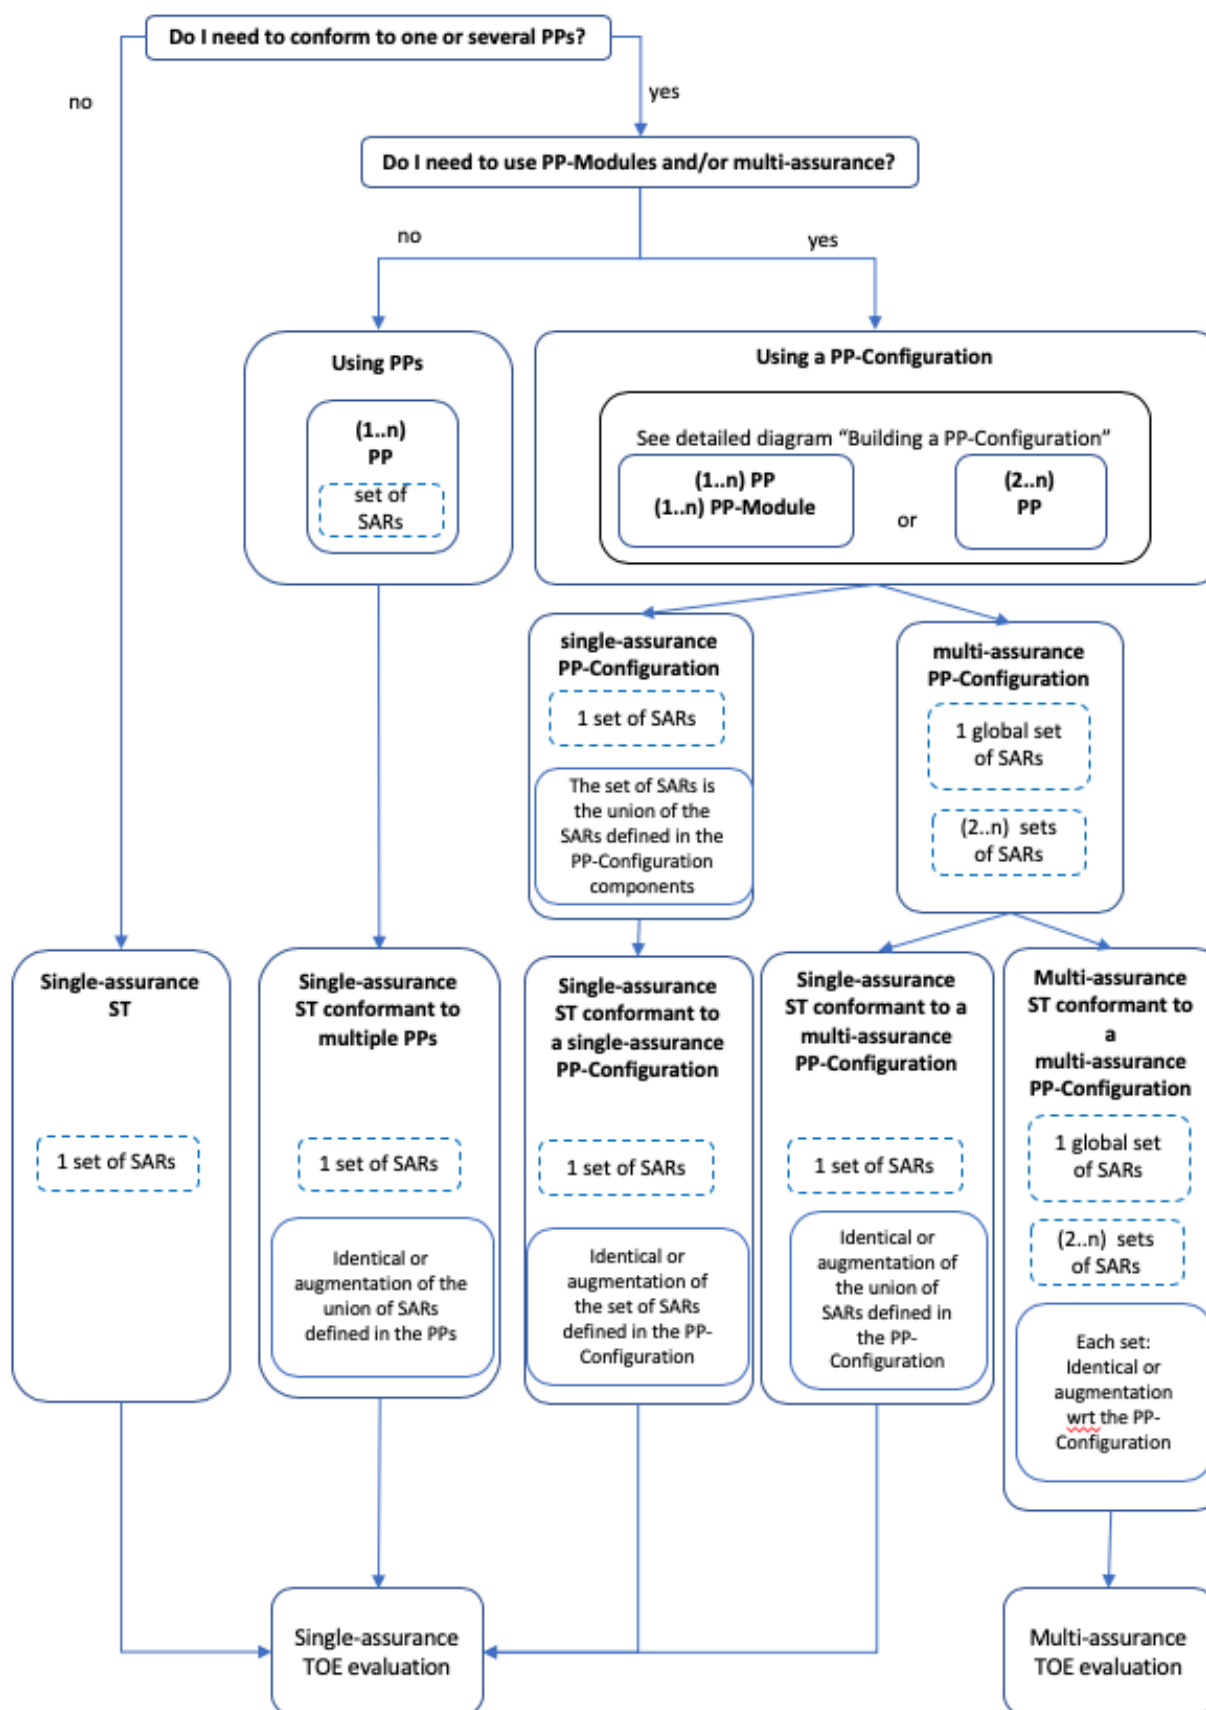 Do I need to conform to one or several PPs?
no
yes
Do I need to use PP-Modules and/or multi-assurance?
no
yes
Using PPs
(1..n)
PP
set of
SARs
Using a PP-Configuration
See detailed diagram “Building a PP-Configuration”
(1..n) PP
(1..n) PP-Module
or
(2..n)
PP
single-assurance
PP-Configuration
1 set of SARs
The set of SARs is
the union of the
SARs defined in the
PP-Configuration
components
multi-assurance
PP-Configuration
1 global set
of SARs
(2..n) sets
of SARs
Single-assurance
ST
1 set of SARs
Single-assurance
ST conformant to
multiple PPs
1 set of SARs
Identical or
augmentation of the
union of SARs
defined in the PPs
Single-assurance
ST conformant to
a single-assurance
PP-Configuration
1 set of SARs
Identical or
augmentation of
the set of SARs
defined in the PP-
Configuration
Single-assurance
ST conformant to a
multi-assurance
PP-Configuration
1 set of SARs
Identical or
augmentation of
the union of
SARs defined in
the PP-
Configuration
Multi-assurance
ST conformant to
a
multi-assurance
PP-Configuration
1 global set
of SARs
(2..n) sets
of SARs
Each set:
Identical or
augmentation
wrt the PP-
Configuration
Single-assurance
TOE evaluation
Multi-assurance
TOE evaluation